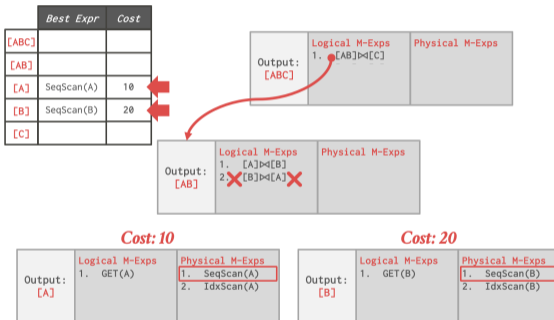 Best Expr Cost
[ABC]
[AB]
[A] SeqScan(A) 10
[B] SeqScan(B) 20
[C]
Output:
[ABC]
Logical M-Exps
1. [AB]⋈[C]
Physical M-Exps
Output:
[AB]
Logical M-Exps
1. [A]⋈[B]
2. [B]⋈[A]
Physical M-Exps
Cost: 10
Output:
[A]
Logical M-Exps
1. GET(A)
Physical M-Exps
1. SeqScan(A)
2. IdxScan(A)
Cost: 20
Output:
[B]
Logical M-Exps
1. GET(B)
Physical M-Exps
1. SeqScan(B)
2. IdxScan(B)